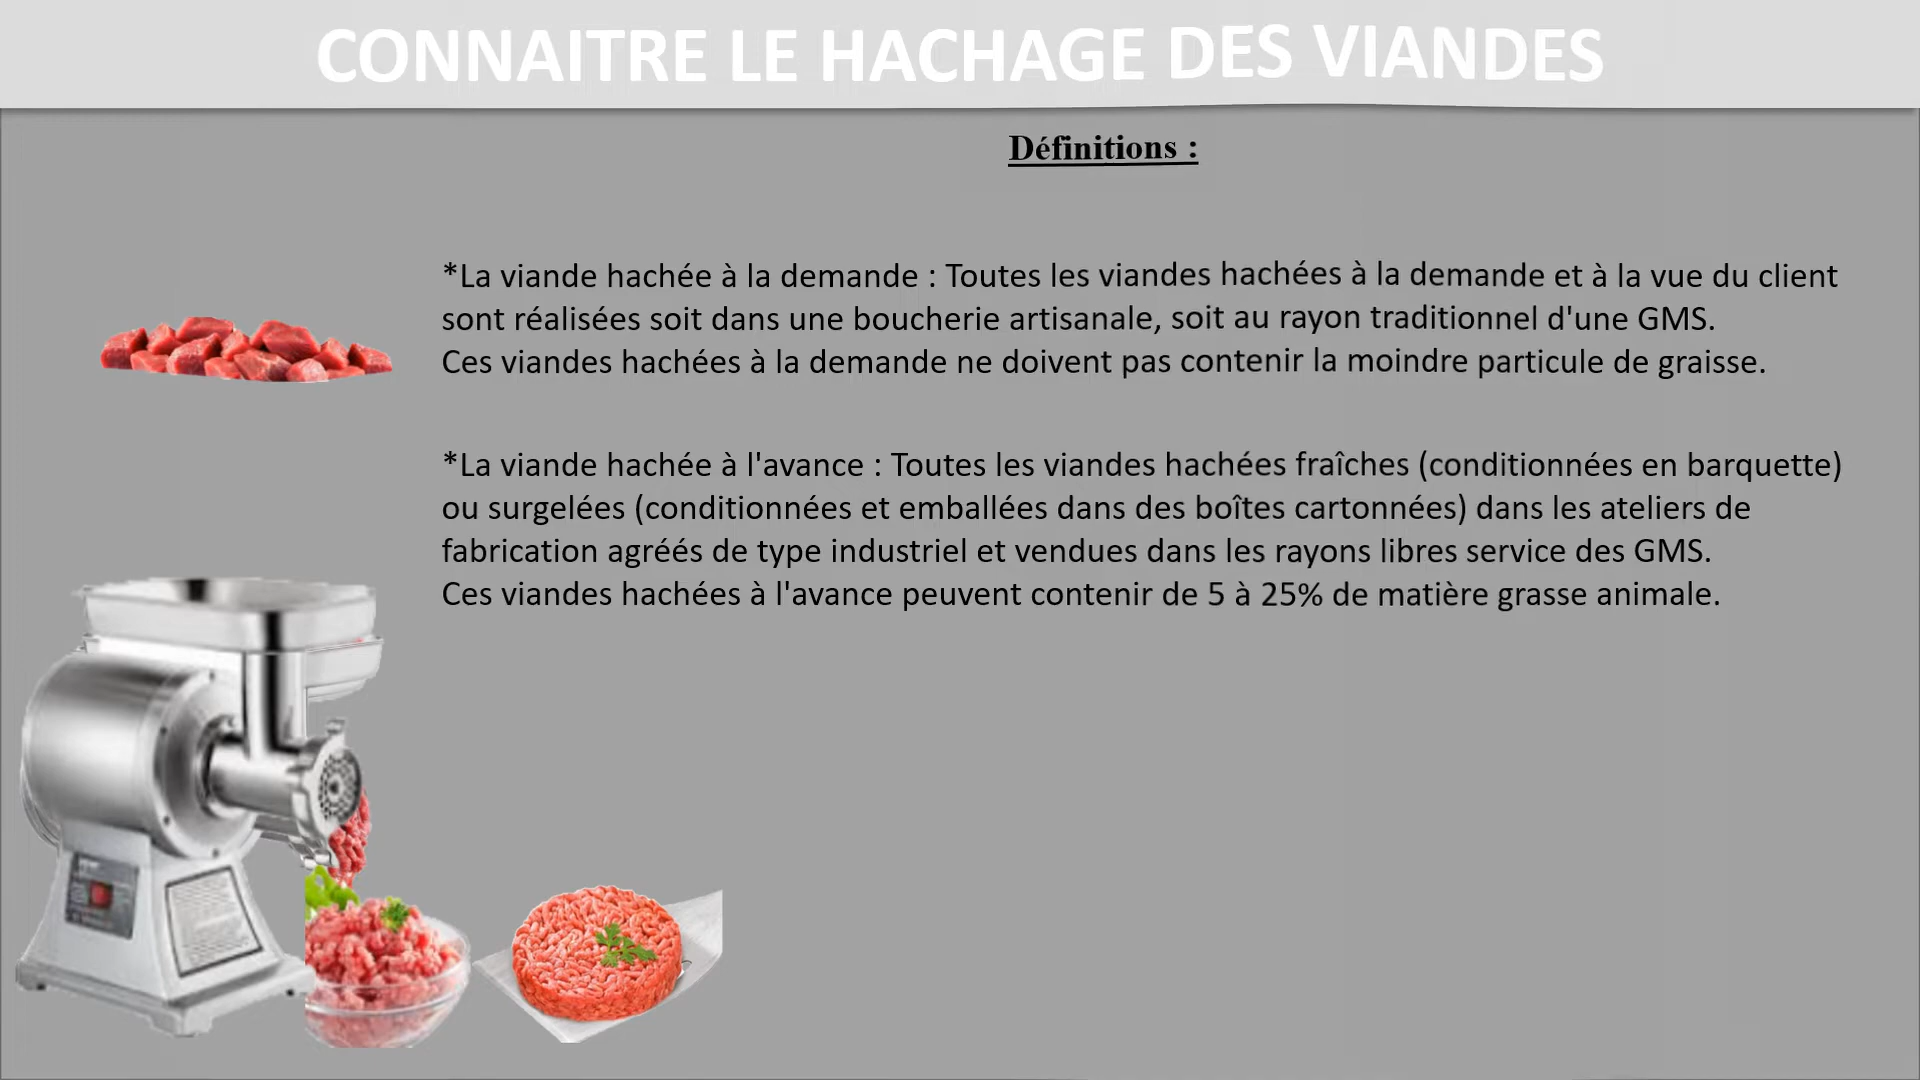 CONNAITRE LE HACHAGE DES VIANDES
Définitions :
*La viande hachée à la demande : Toutes les viandes hachées à la demande et à la vue du client
sont réalisées soit dans une boucherie artisanale, soit au rayon traditionnel d'une GMS.
Ces viandes hachées à la demande ne doivent pas contenir la moindre particule de graisse.
*La viande hachée à l'avance : Toutes les viandes hachées fraîches (conditionnées en barquette)
ou surgelées (conditionnées et emballées dans des boîtes cartonnées) dans les ateliers de
fabrication agréés de type industriel et vendues dans les rayons libres service des GMS.
Ces viandes hachées à l'avance peuvent contenir de 5 à 25% de matière grasse animale.